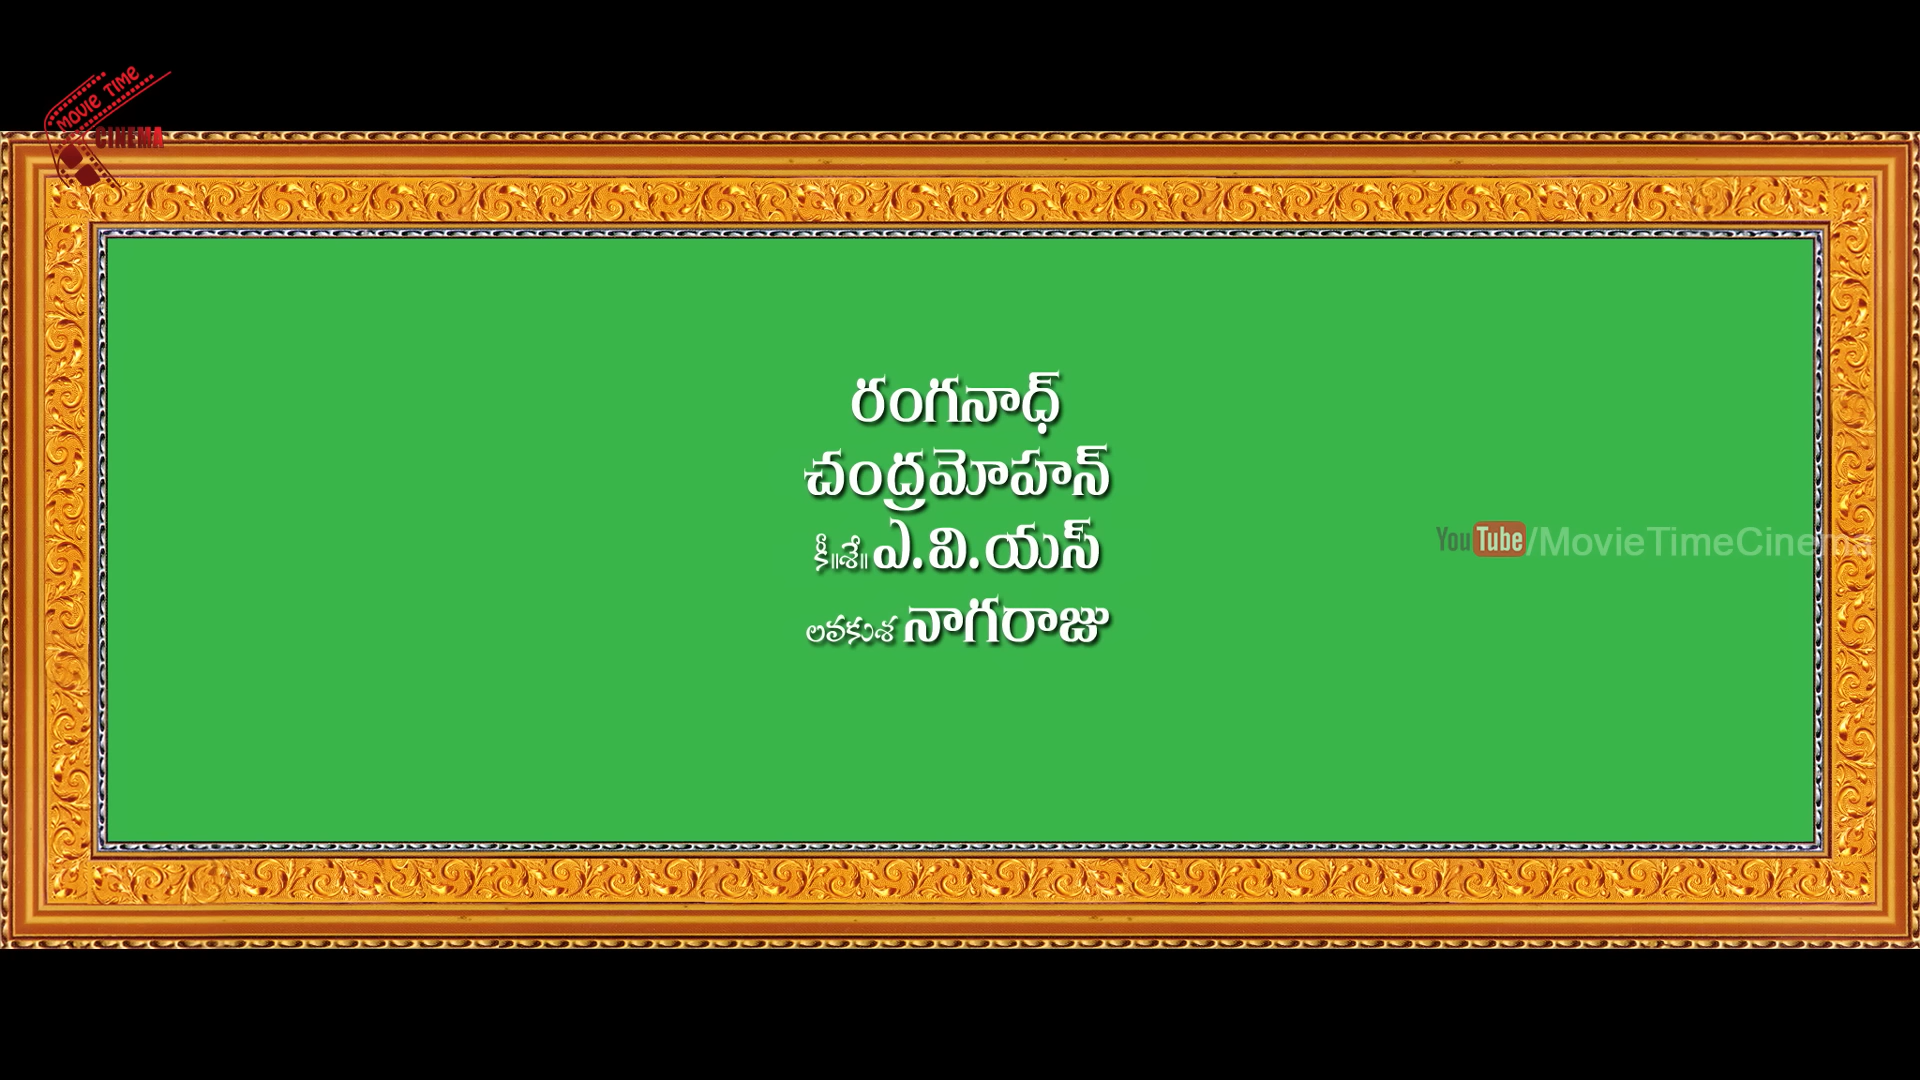 MOVIE TIME
CINEMA
రంగనాధ్
చంద్రమోహన్
కీ॥శే॥ ఎ.వి.యస్
లవకుశ నాగరాజు
YouTube/MovieTimeCinema